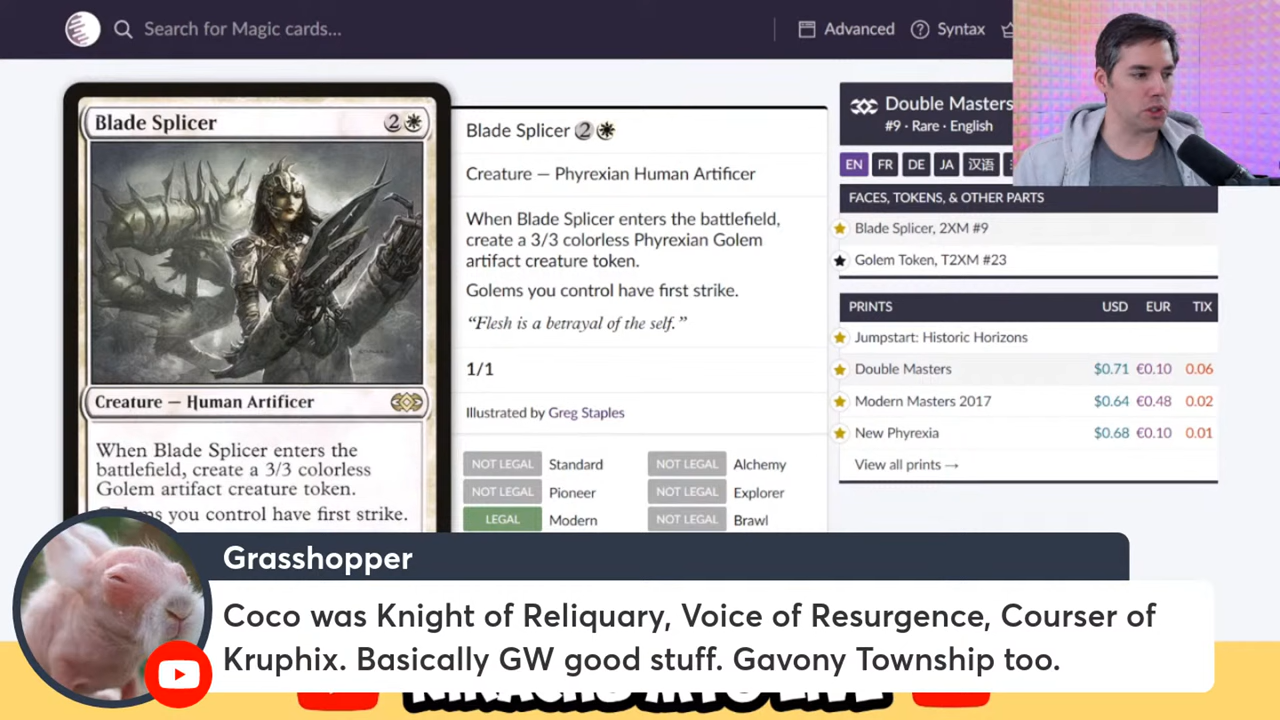 Search for Magic cards...
Advanced
Syntax
Blade Splicer 2
When Blade Splicer enters the
battlefield, create a 3/3 colorless
Golem artifact creature token.
Golems you control have first strike.
Creature — Human Artificer
Blade Splicer 2
Creature — Phyrexian Human Artificer
When Blade Splicer enters the battlefield,
create a 3/3 colorless Phyrexian Golem
artifact creature token.
Golems you control have first strike.
“Flesh is a betrayal of the self.”
1/1
Illustrated by Greg Staples
NOT LEGAL Standard NOT LEGAL Alchemy
NOT LEGAL Pioneer NOT LEGAL Explorer
LEGAL Modern NOT LEGAL Brawl
Double Masters
#9 · Rare · English
EN FR DE JA 汉语
FACES, TOKENS, & OTHER PARTS
Blade Splicer, 2XM #9
Golem Token, T2XM #23
PRINTS USD EUR TIX
Jumpstart: Historic Horizons
Double Masters $0.71 €0.10 0.06
Modern Masters 2017 $0.64 €0.48 0.02
New Phyrexia $0.68 €0.10 0.01
View all prints →
Grasshopper
Coco was Knight of Reliquary, Voice of Resurgence, Courser of
Kruphix. Basically GW good stuff. Gavony Township too.